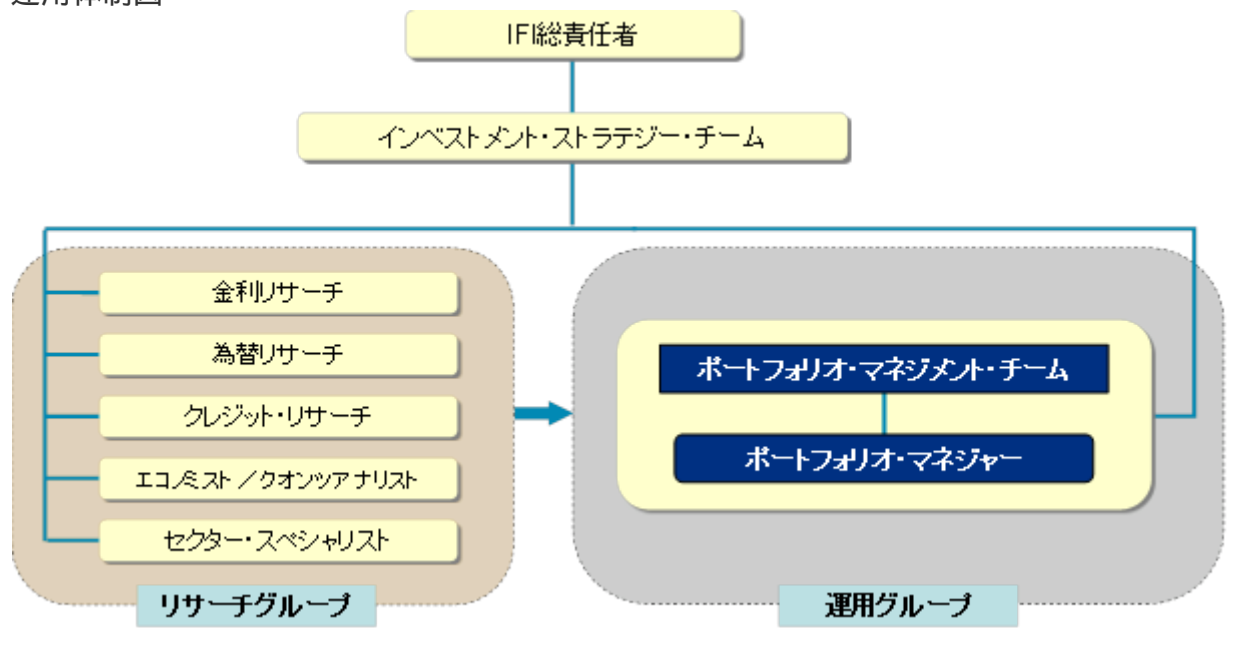 運用体制図
IFI総責任者
インベストメント・ストラテジー・チーム
金利リサーチ
為替リサーチ
クレジット・リサーチ
エコノミスト／クオンツアナリスト
セクター・スペシャリスト
リサーチグループ
ポートフォリオ・マネジメント・チーム
ポートフォリオ・マネジャー
運用グループ